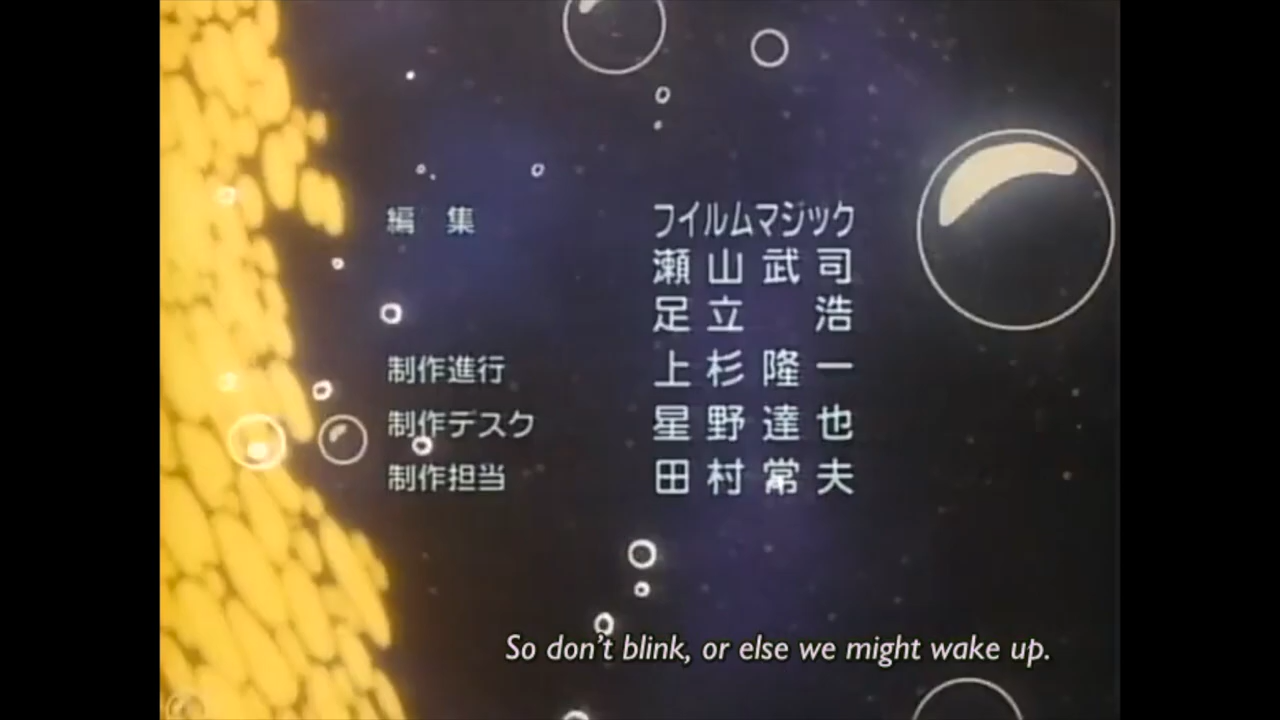 編 集 フイルムマジック
瀬山武司
足立 浩
制作進行 上杉隆一
制作デスク 星野達也
制作担当 田村常夫
So don't blink, or else we might wake up.